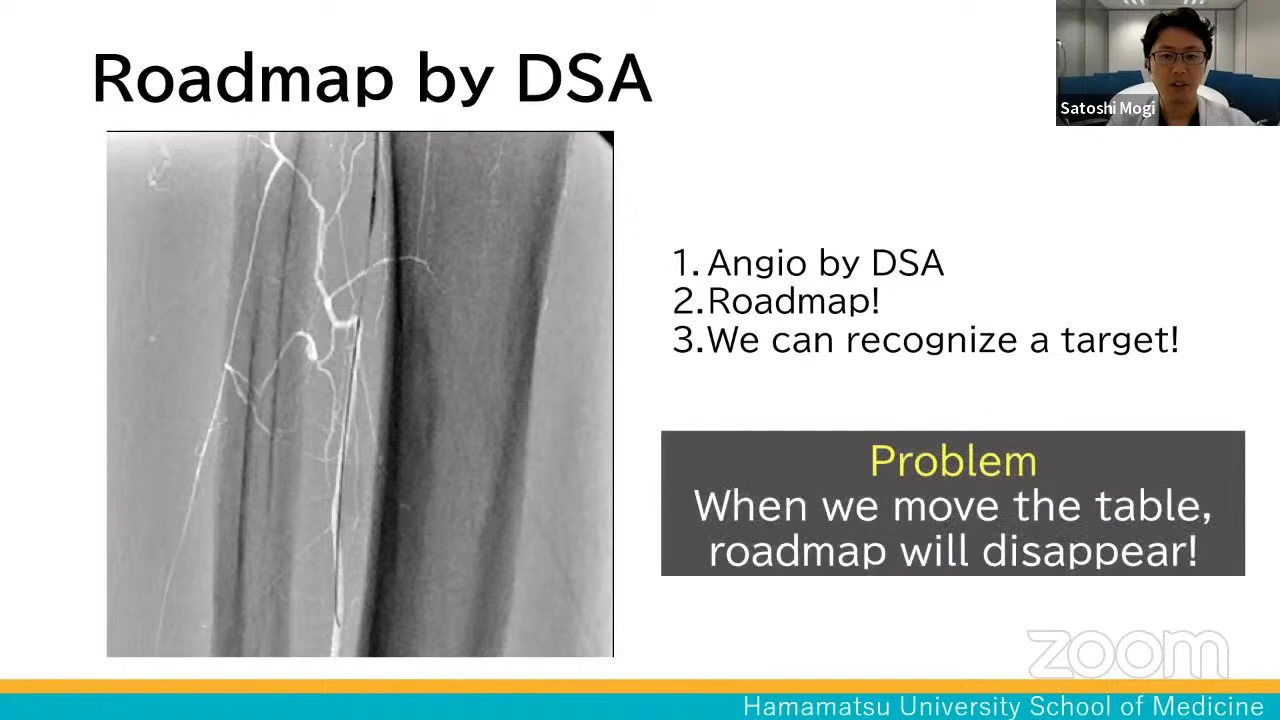 Roadmap by DSA
Satoshi Mogi
1. Angio by DSA
2.Roadmap!
3.We can recognize a target!
Problem
When we move the table,
roadmap will disappear!
zoom
Hamamatsu University School of Medicine